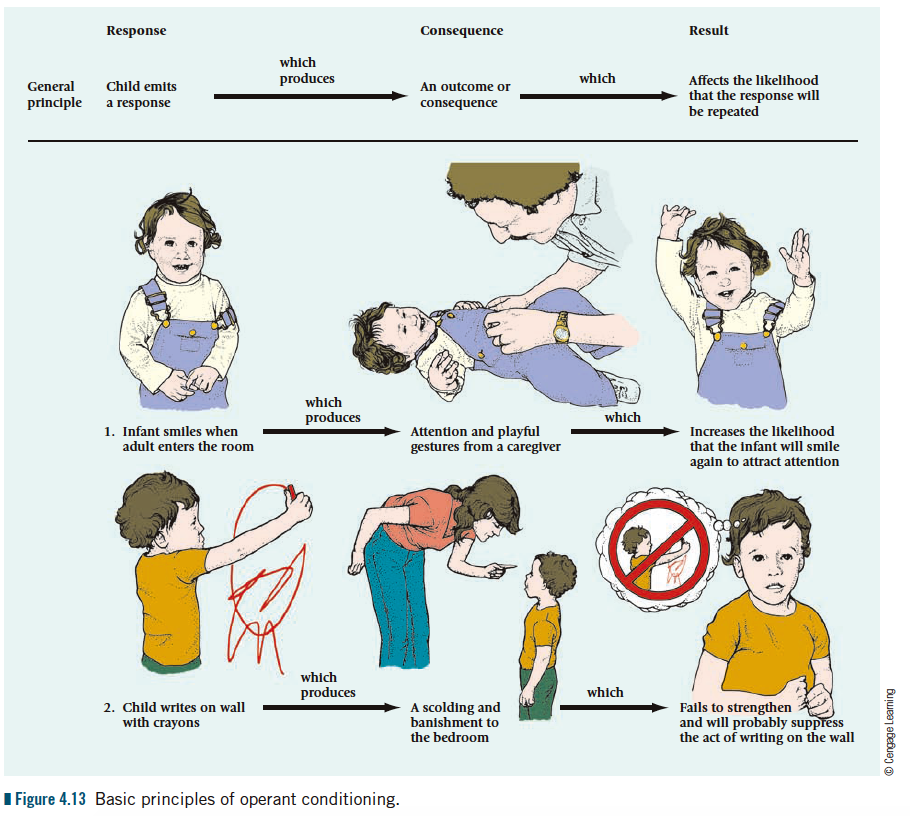 Response
Consequence
Result
General
principle
Child emits
a response
which
produces
An outcome or
consequence
which
Affects the likelihood
that the response will
be repeated
1. Infant smiles when
adult enters the room
which
produces
Attention and playful
gestures from a caregiver
which
Increases the likelihood
that the infant will smile
again to attract attention
2. Child writes on wall
with crayons
which
produces
A scolding and
banishment to
the bedroom
which
Fails to strengthen
and will probably suppress
the act of writing on the wall
© Cengage Learning
Figure 4.13 Basic principles of operant conditioning.